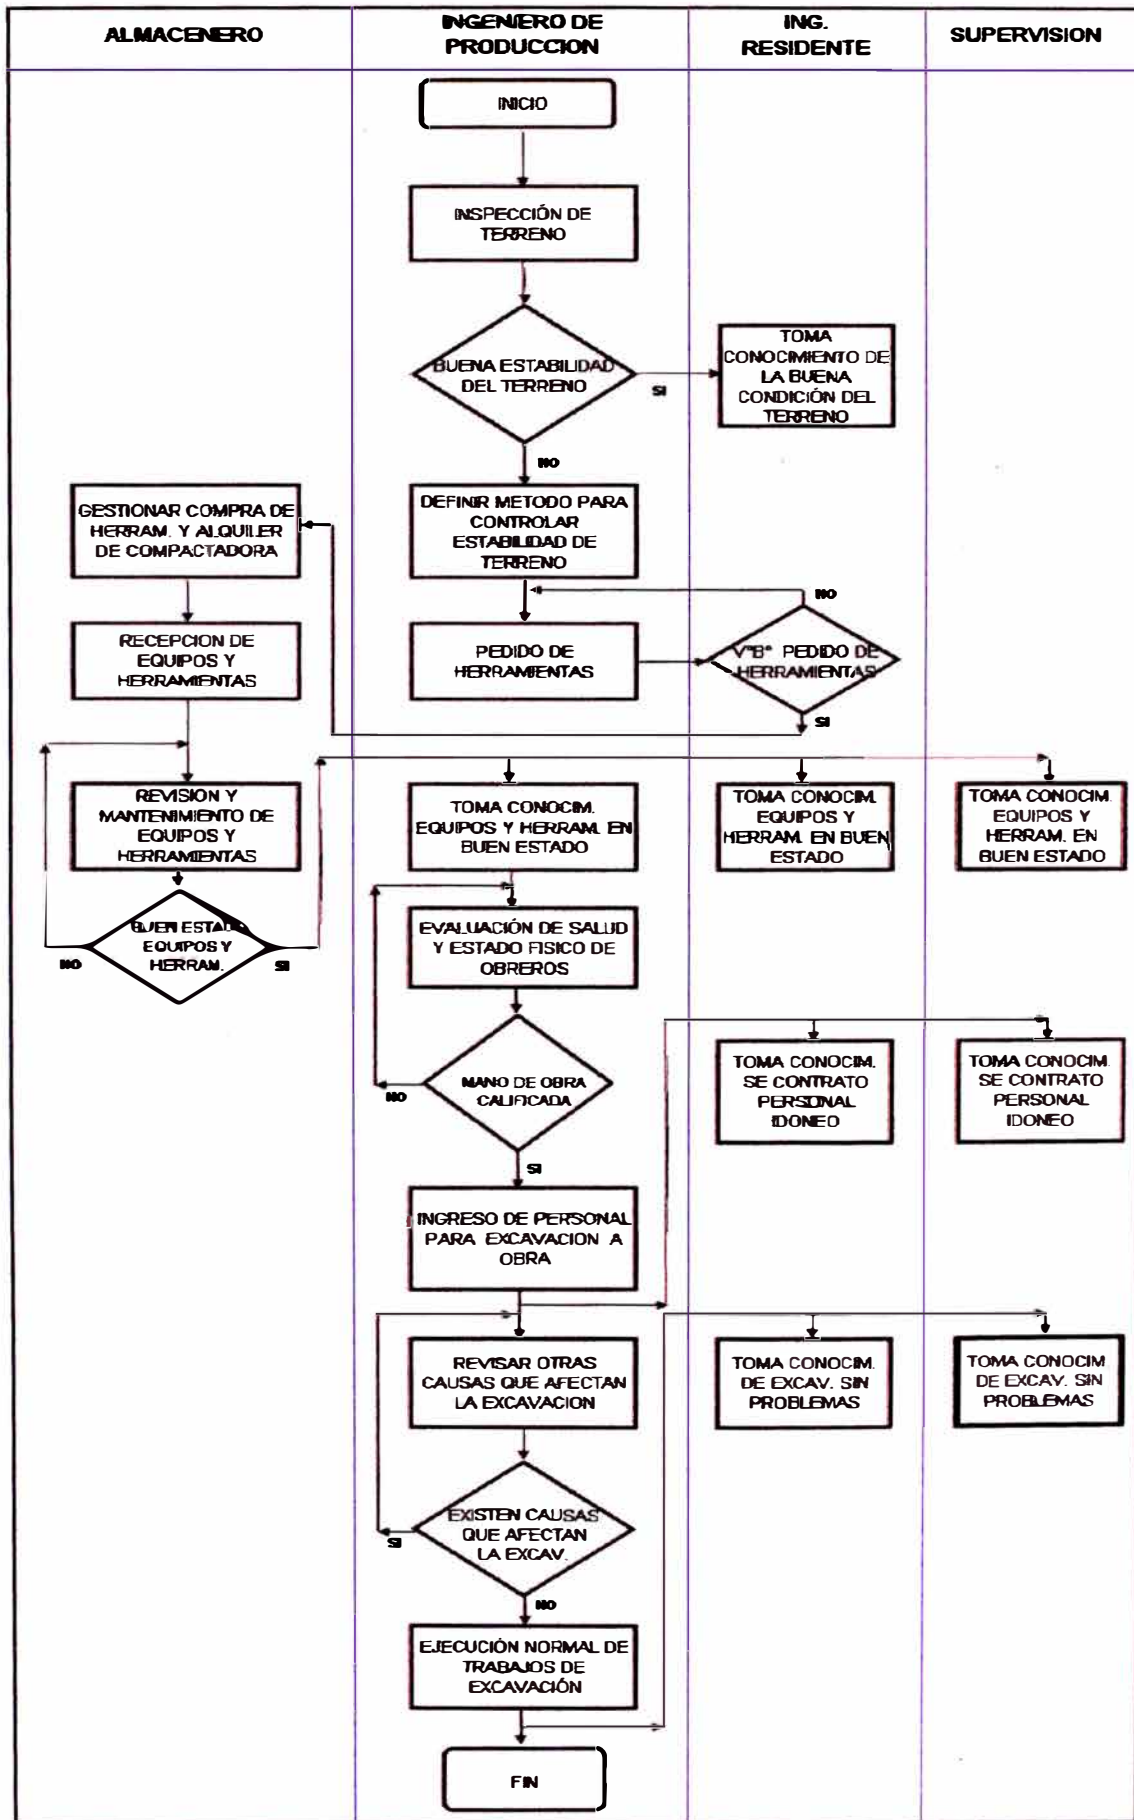 ALMACENERO
INGENIERO DE
PRODUCCION
ING.
RESIDENTE
SUPERVISION
INICIO
INSPECCIÓN DE
TERRENO
BUENA ESTABILIDAD
DEL TERRENO
SI
NO
TOMA
CONOCIMIENTO DE
LA BUENA
CONDICIÓN DEL
TERRENO
GESTIONAR COMPRA DE
HERRAM. Y ALQUILER
DE COMPACTADORA
DEFINIR METODO PARA
CONTROLAR
ESTABILIDAD DE
TERRENO
NO
RECEPCION DE
EQUIPOS Y
HERRAMIENTAS
PEDIDO DE
HERRAMIENTAS
V°B° PEDIDO DE
HERRAMIENTAS
SI
REVISION Y
MANTENIMIENTO DE
EQUIPOS Y
HERRAMIENTAS
TOMA CONOCIM.
EQUIPOS Y HERRAM. EN
BUEN ESTADO
TOMA CONOCIM.
EQUIPOS Y
HERRAM. EN BUEN
ESTADO
TOMA CONOCIM.
EQUIPOS Y
HERRAM. EN
BUEN ESTADO
BUEN ESTADO
EQUIPOS Y
HERRAM.
NO
SI
EVALUACIÓN DE SALUD
Y ESTADO FISICO DE
OBREROS
MANO DE OBRA
CALIFICADA
NO
SI
TOMA CONOCIM.
SE CONTRATO
PERSONAL
IDONEO
TOMA CONOCIM.
SE CONTRATO
PERSONAL
IDONEO
INGRESO DE PERSONAL
PARA EXCAVACION A
OBRA
REVISAR OTRAS
CAUSAS QUE AFECTAN
LA EXCAVACION
TOMA CONOCIM.
DE EXCAV. SIN
PROBLEMAS
TOMA CONOCIM
DE EXCAV. SIN
PROBLEMAS
EXISTEN CAUSAS
QUE AFECTAN
LA EXCAV.
SI
NO
EJECUCIÓN NORMAL DE
TRABAJOS DE
EXCAVACIÓN
FIN